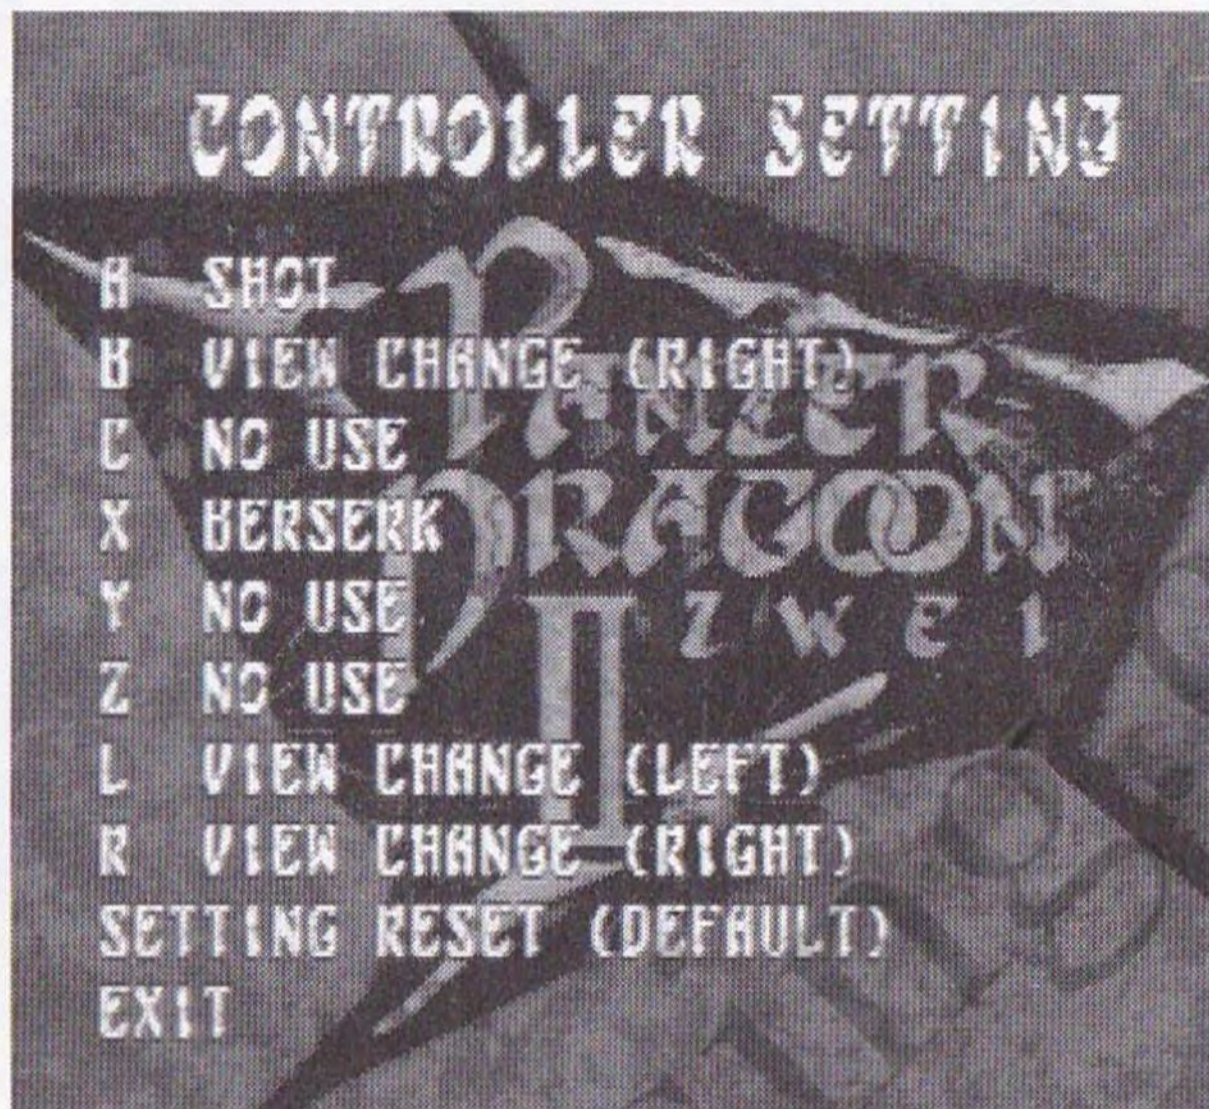 CONTROLLER SETTING
A SHOT
B VIEW CHANGE (RIGHT)
C NO USE
X BERSERK
Y NO USE
Z NO USE
L VIEW CHANGE (LEFT)
R VIEW CHANGE (RIGHT)
SETTING RESET (DEFAULT)
EXIT
PANZER
DRAGOON
II ZWEI